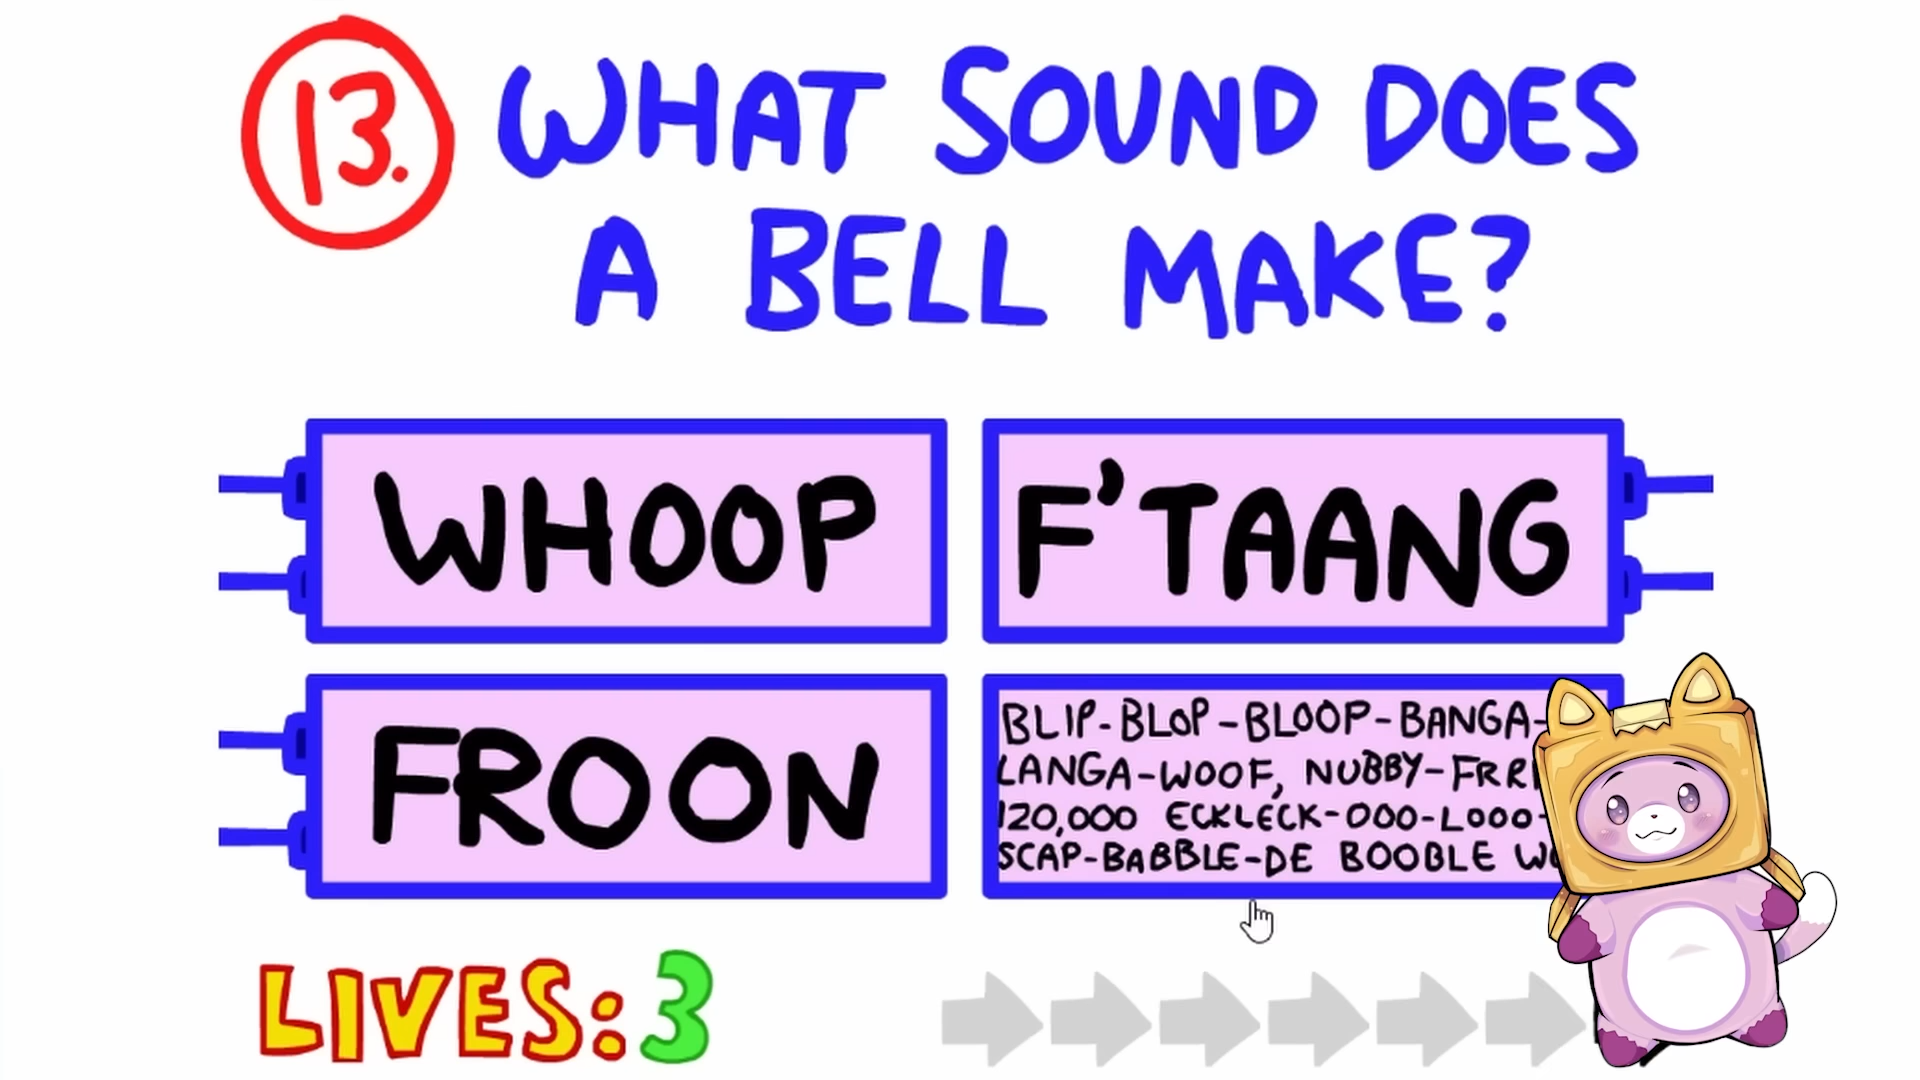 13. WHAT SOUND DOES
A BELL MAKE?
WHOOP
F'TAANG
FROON
BLIP-BLOP-BLOOP-BANGA-
LANGA-WOOF, NUBBY-
120,000 ECKLECK-OOO-LOOO-
SCAP-BABBLE-DE BOOBLE
LIVES: 3